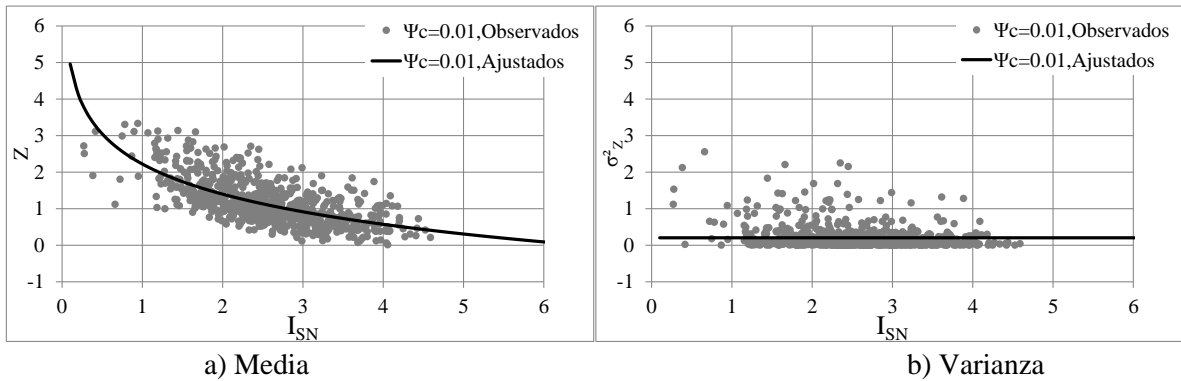 Ψc=0.01,Observados
Ψc=0.01,Ajustados
6
5
4
3
2
1
0
-1
Z
0 1 2 3 4 5 6
I_SN
a) Media
Ψc=0.01,Observados
Ψc=0.01,Ajustados
6
5
4
3
2
1
0
-1
σ²_Z
0 1 2 3 4 5 6
I_SN
b) Varianza